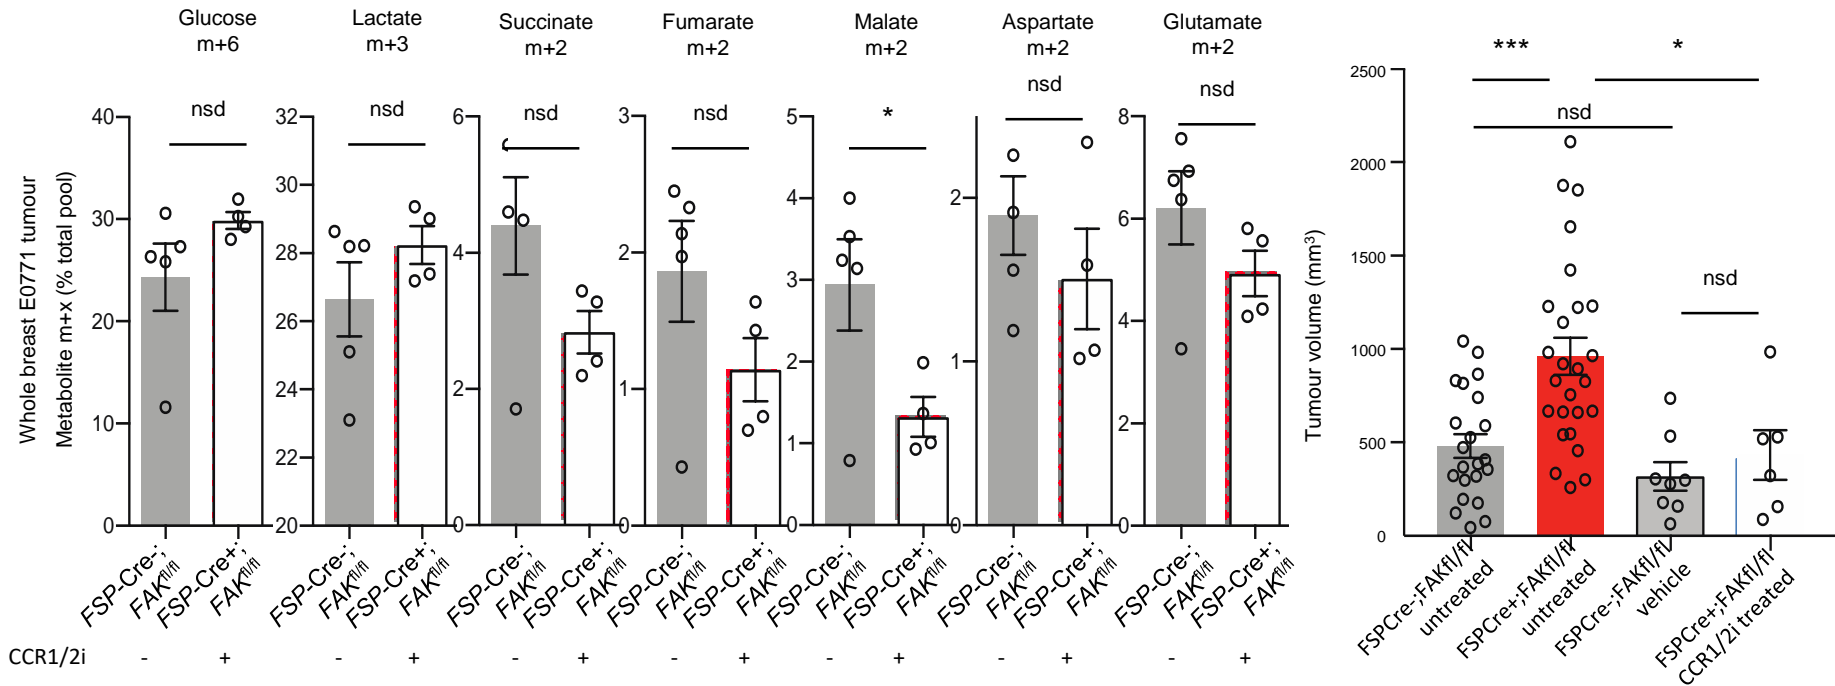 Glucose
m+6
Lactate
m+3
Succinate
m+2
Fumarate
m+2
Malate
m+2
Aspartate
m+2
Glutamate
m+2
Whole breast E0771 tumour
Metabolite m+x (% total pool)
nsd
40
30
20
10
0
nsd
32
30
28
26
24
22
20
nsd
6
4
2
0
nsd
3
2
1
0
*
5
4
3
2
1
0
nsd
2
1
0
nsd
8
6
4
2
0
FSP-Cre-;
FAKfl/fl
FSP-Cre+;
FAKfl/fl
FSP-Cre-;
FAKfl/fl
FSP-Cre+;
FAKfl/fl
FSP-Cre-;
FAKfl/fl
FSP-Cre+;
FAKfl/fl
FSP-Cre-;
FAKfl/fl
FSP-Cre+;
FAKfl/fl
FSP-Cre-;
FAKfl/fl
FSP-Cre+;
FAKfl/fl
FSP-Cre-;
FAKfl/fl
FSP-Cre+;
FAKfl/fl
FSP-Cre-;
FAKfl/fl
FSP-Cre+;
FAKfl/fl
CCR1/2i - + - + - + - + - + - + - +
Tumour volume (mm³)
2500
2000
1500
1000
500
0
***
*
nsd
nsd
FSPCre-;FAKfl/fl
untreated
FSPCre+;FAKfl/fl
untreated
FSPCre-;FAKfl/fl
vehicle
FSPCre+;FAKfl/fl
CCR1/2i treated